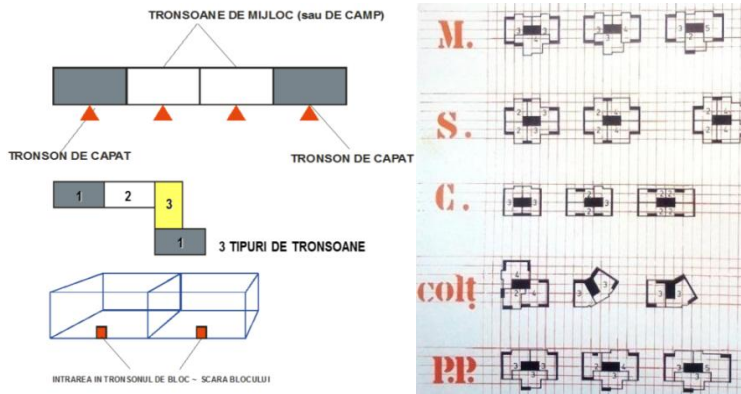 TRONSOANE DE MIJLOC (sau DE CAMP)
TRONSON DE CAPAT
TRONSON DE CAPAT
1
2
3
1
3 TIPURI DE TRONSOANE
INTRAREA IN TRONSONUL DE BLOC – SCARA BLOCULUI
M.
S.
C.
colț
P.P.